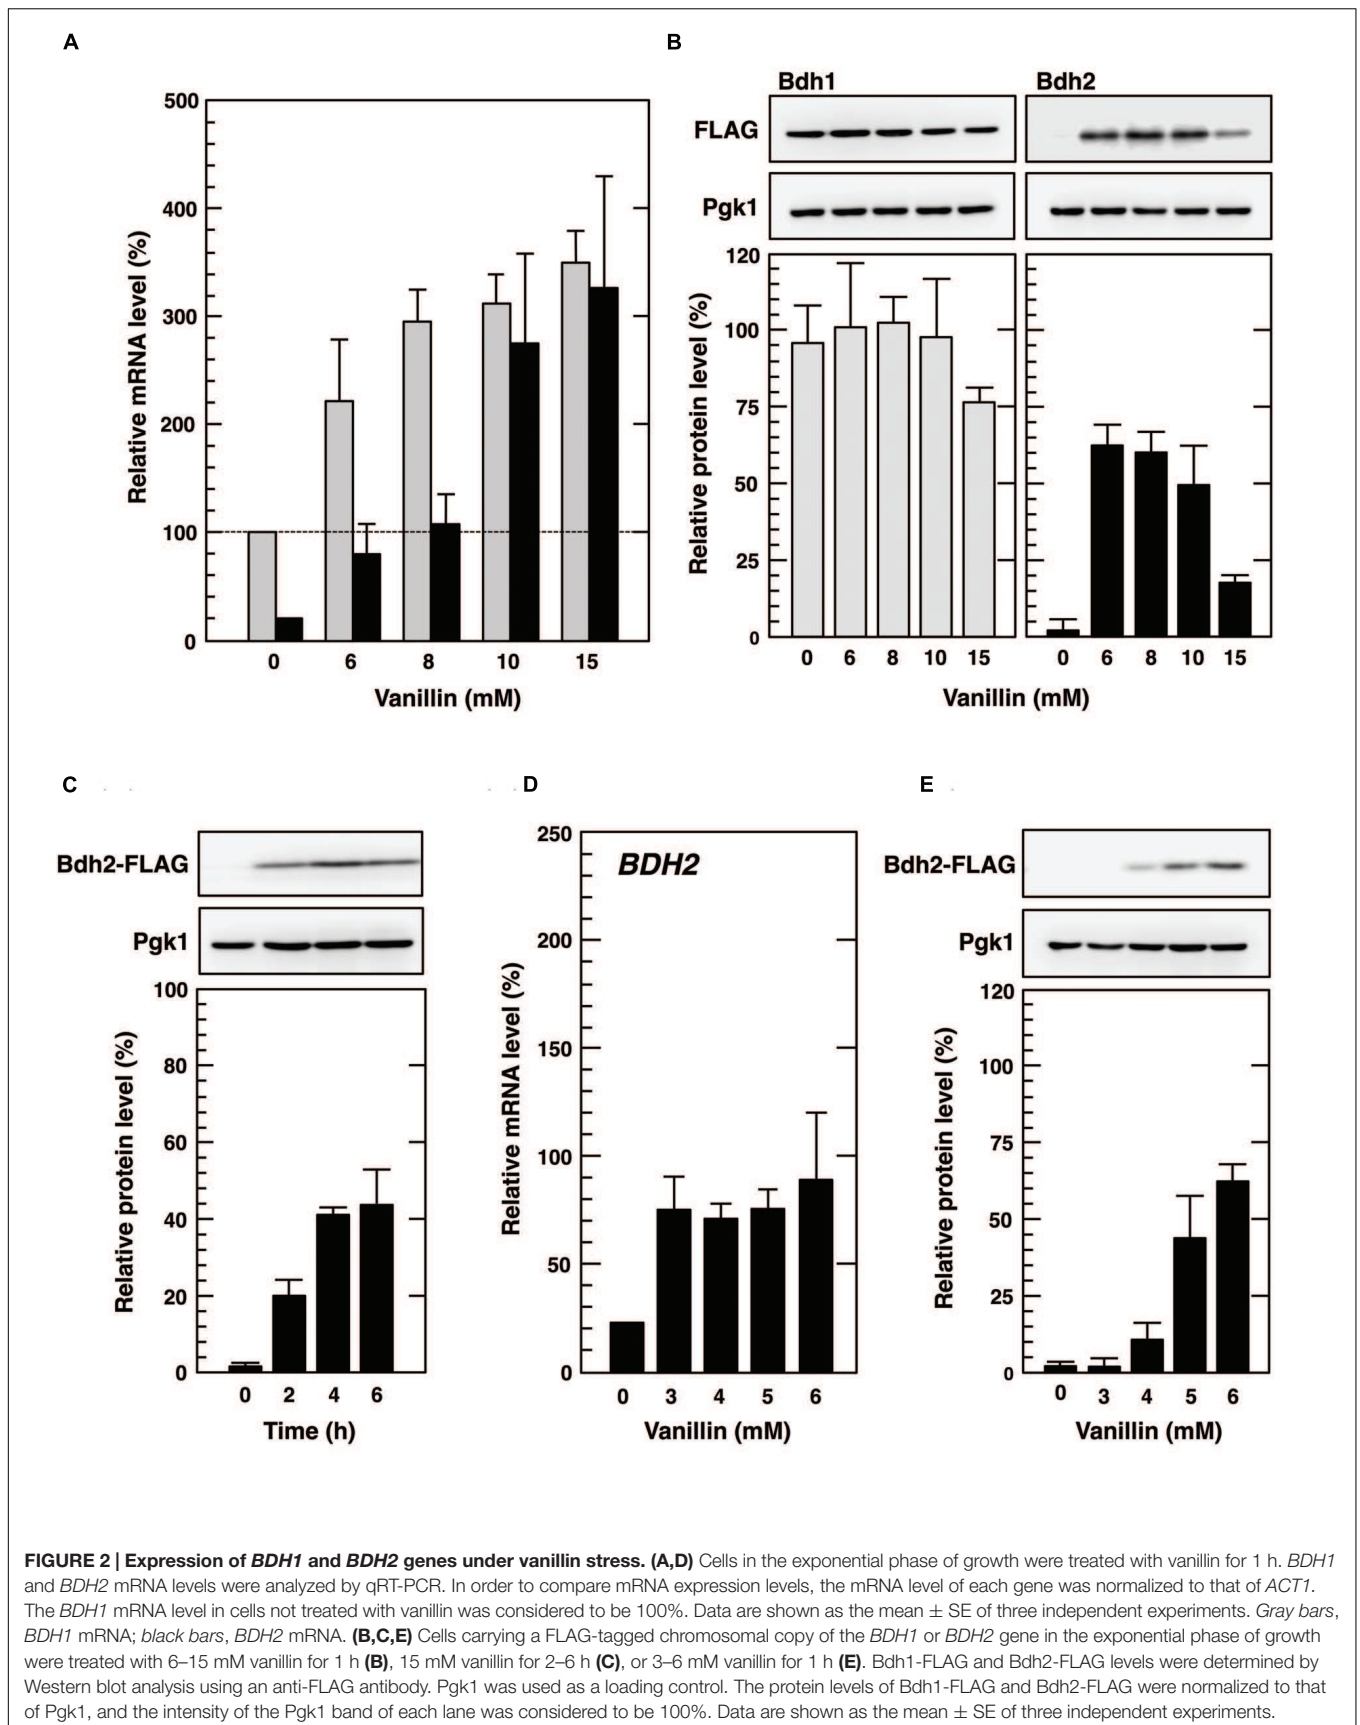 A
500
400
300
200
100
0
Relative mRNA level (%)
0 6 8 10 15
Vanillin (mM)
B
Bdh1 Bdh2
FLAG
Pgk1
120
100
75
50
25
0
Relative protein level (%)
0 6 8 10 15 0 6 8 10 15
Vanillin (mM)
C
Bdh2-FLAG
Pgk1
100
80
60
40
20
0
Relative protein level (%)
0 2 4 6
Time (h)
D
250
200
150
100
50
0
BDH2
Relative mRNA level (%)
0 3 4 5 6
Vanillin (mM)
E
Bdh2-FLAG
Pgk1
120
100
75
50
25
0
Relative protein level (%)
0 3 4 5 6
Vanillin (mM)
FIGURE 2 | Expression of BDH1 and BDH2 genes under vanillin stress. (A,D) Cells in the exponential phase of growth were treated with vanillin for 1 h. BDH1
and BDH2 mRNA levels were analyzed by qRT-PCR. In order to compare mRNA expression levels, the mRNA level of each gene was normalized to that of ACT1.
The BDH1 mRNA level in cells not treated with vanillin was considered to be 100%. Data are shown as the mean ± SE of three independent experiments. Gray bars,
BDH1 mRNA; black bars, BDH2 mRNA. (B,C,E) Cells carrying a FLAG-tagged chromosomal copy of the BDH1 or BDH2 gene in the exponential phase of growth
were treated with 6–15 mM vanillin for 1 h (B), 15 mM vanillin for 2–6 h (C), or 3–6 mM vanillin for 1 h (E). Bdh1-FLAG and Bdh2-FLAG levels were determined by
Western blot analysis using an anti-FLAG antibody. Pgk1 was used as a loading control. The protein levels of Bdh1-FLAG and Bdh2-FLAG were normalized to that
of Pgk1, and the intensity of the Pgk1 band of each lane was considered to be 100%. Data are shown as the mean ± SE of three independent experiments.